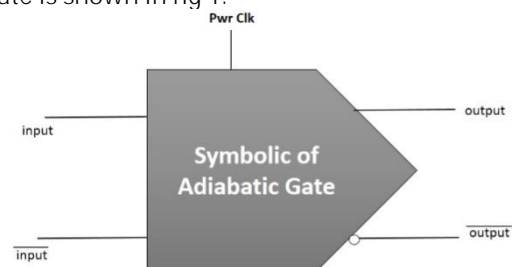 ate is shown in fig 1.
Pwr Clk
input
output
Symbolic of
Adiabatic Gate
input
output